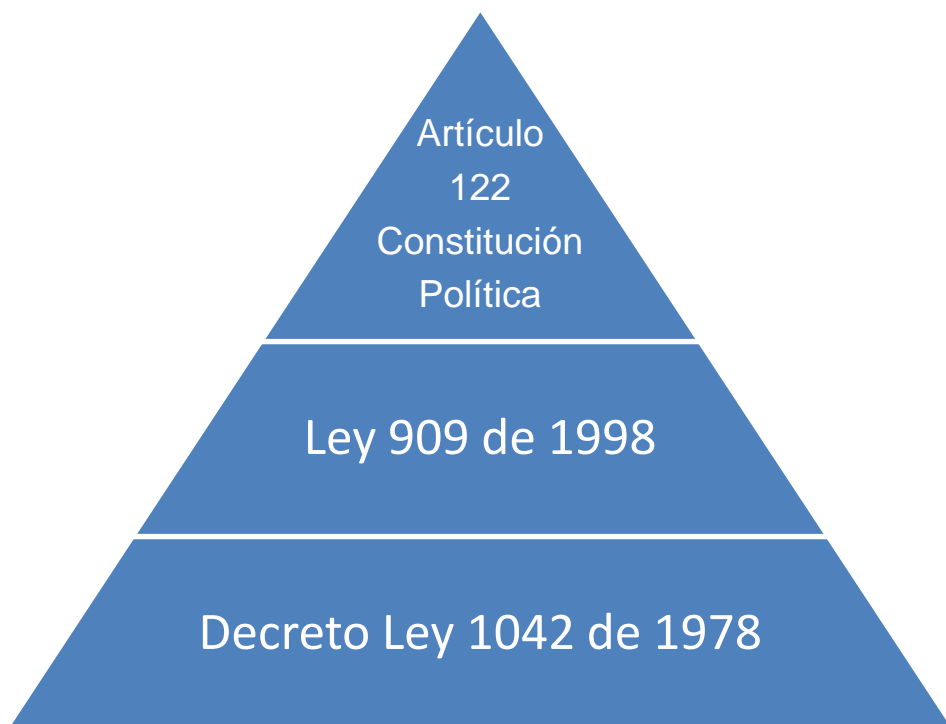 Artículo
122
Constitución
Política
Ley 909 de 1998
Decreto Ley 1042 de 1978